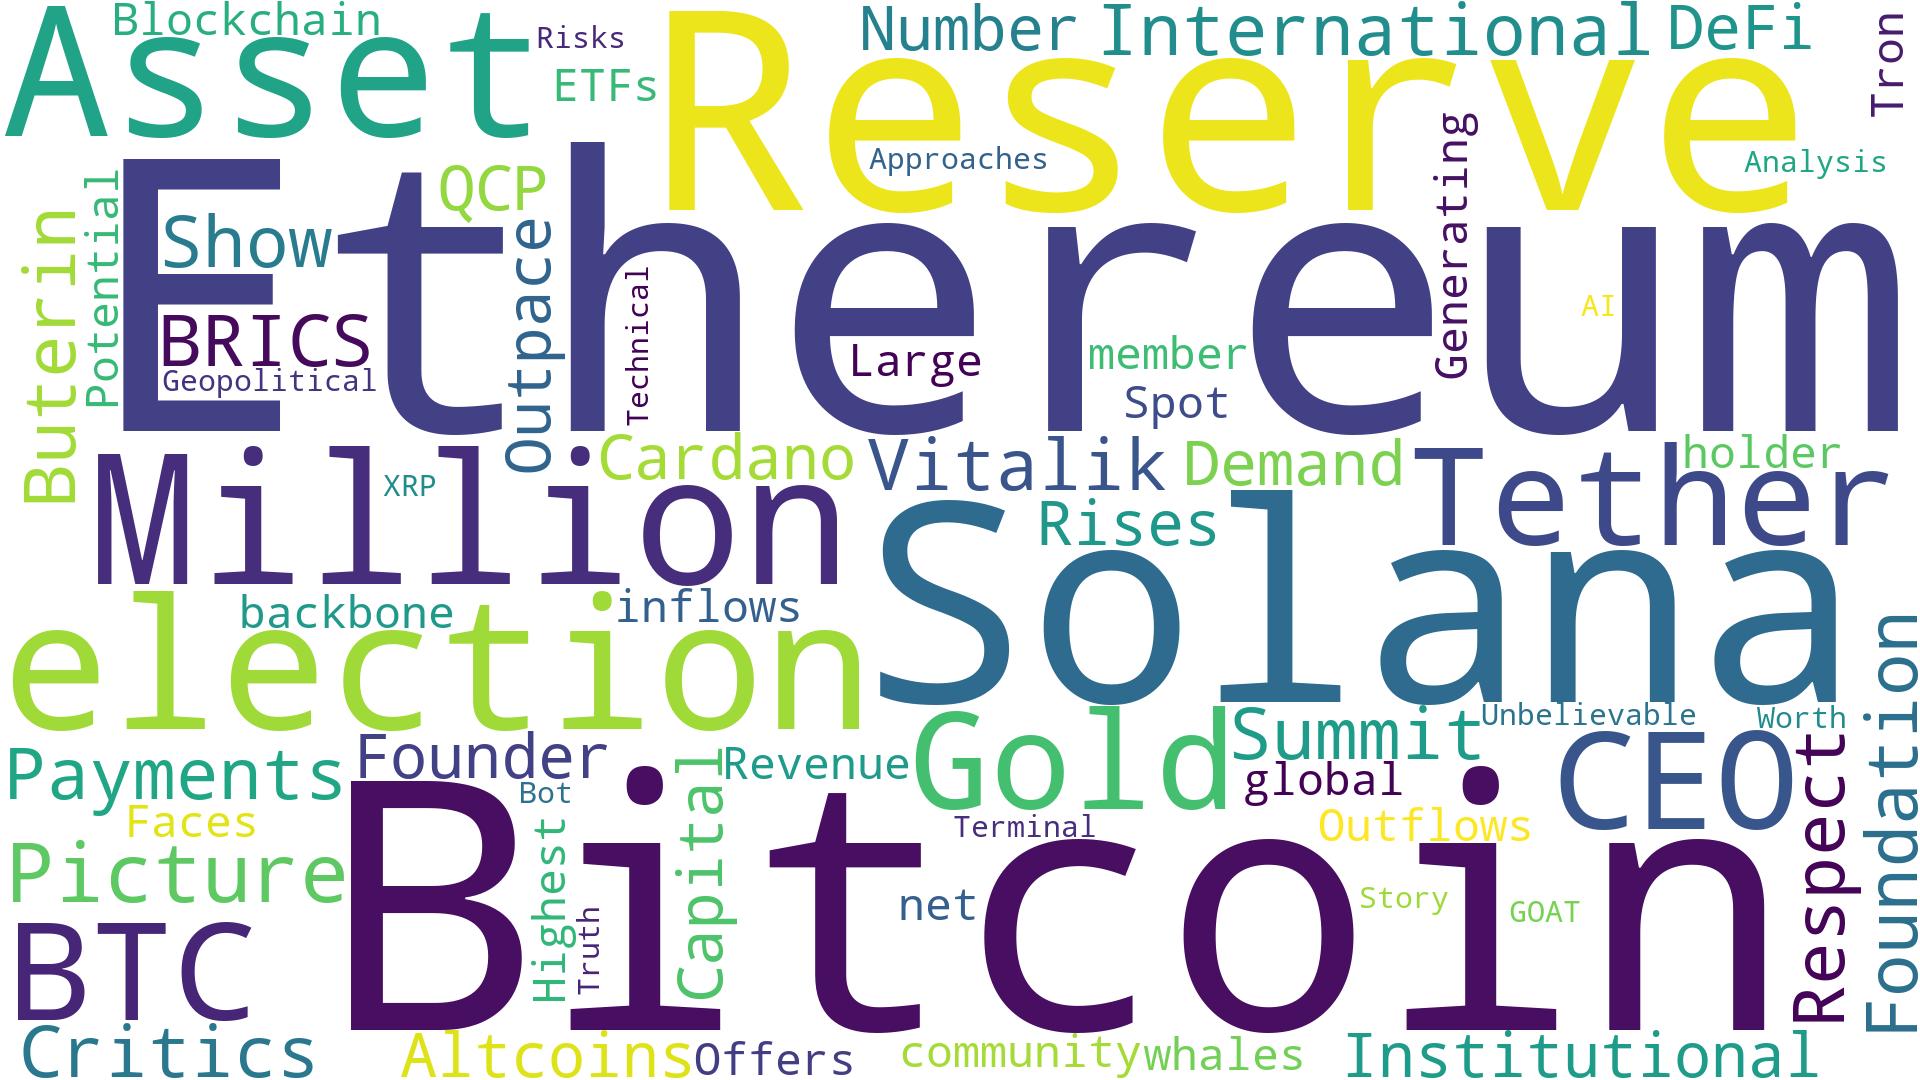 Blockchain
Asset
Risks
ETFs
Reserve
Number
International
DeFi
Tron
Approaches
Analysis
Generating
Ethereum
QCP
Show
Buterin
Potential
BRICS
Geopolitical
Outpace
Technical
Large
member
Spot
AI
Million
XRP
Cardano
Vitalik
Demand
Tether
holder
Rises
Solana
backbone
inflows
election
Foundation
Payments
Founder
Revenue
Gold
Summit
Unbelievable
Worth
global
CEO
Respect
Faces
Bot
Capital
Terminal
Outflows
Picture
Bitcoin
Highest
Truth
net
Story
GOAT
BTC
Critics
Altcoins
Offers
community
whales
Institutional